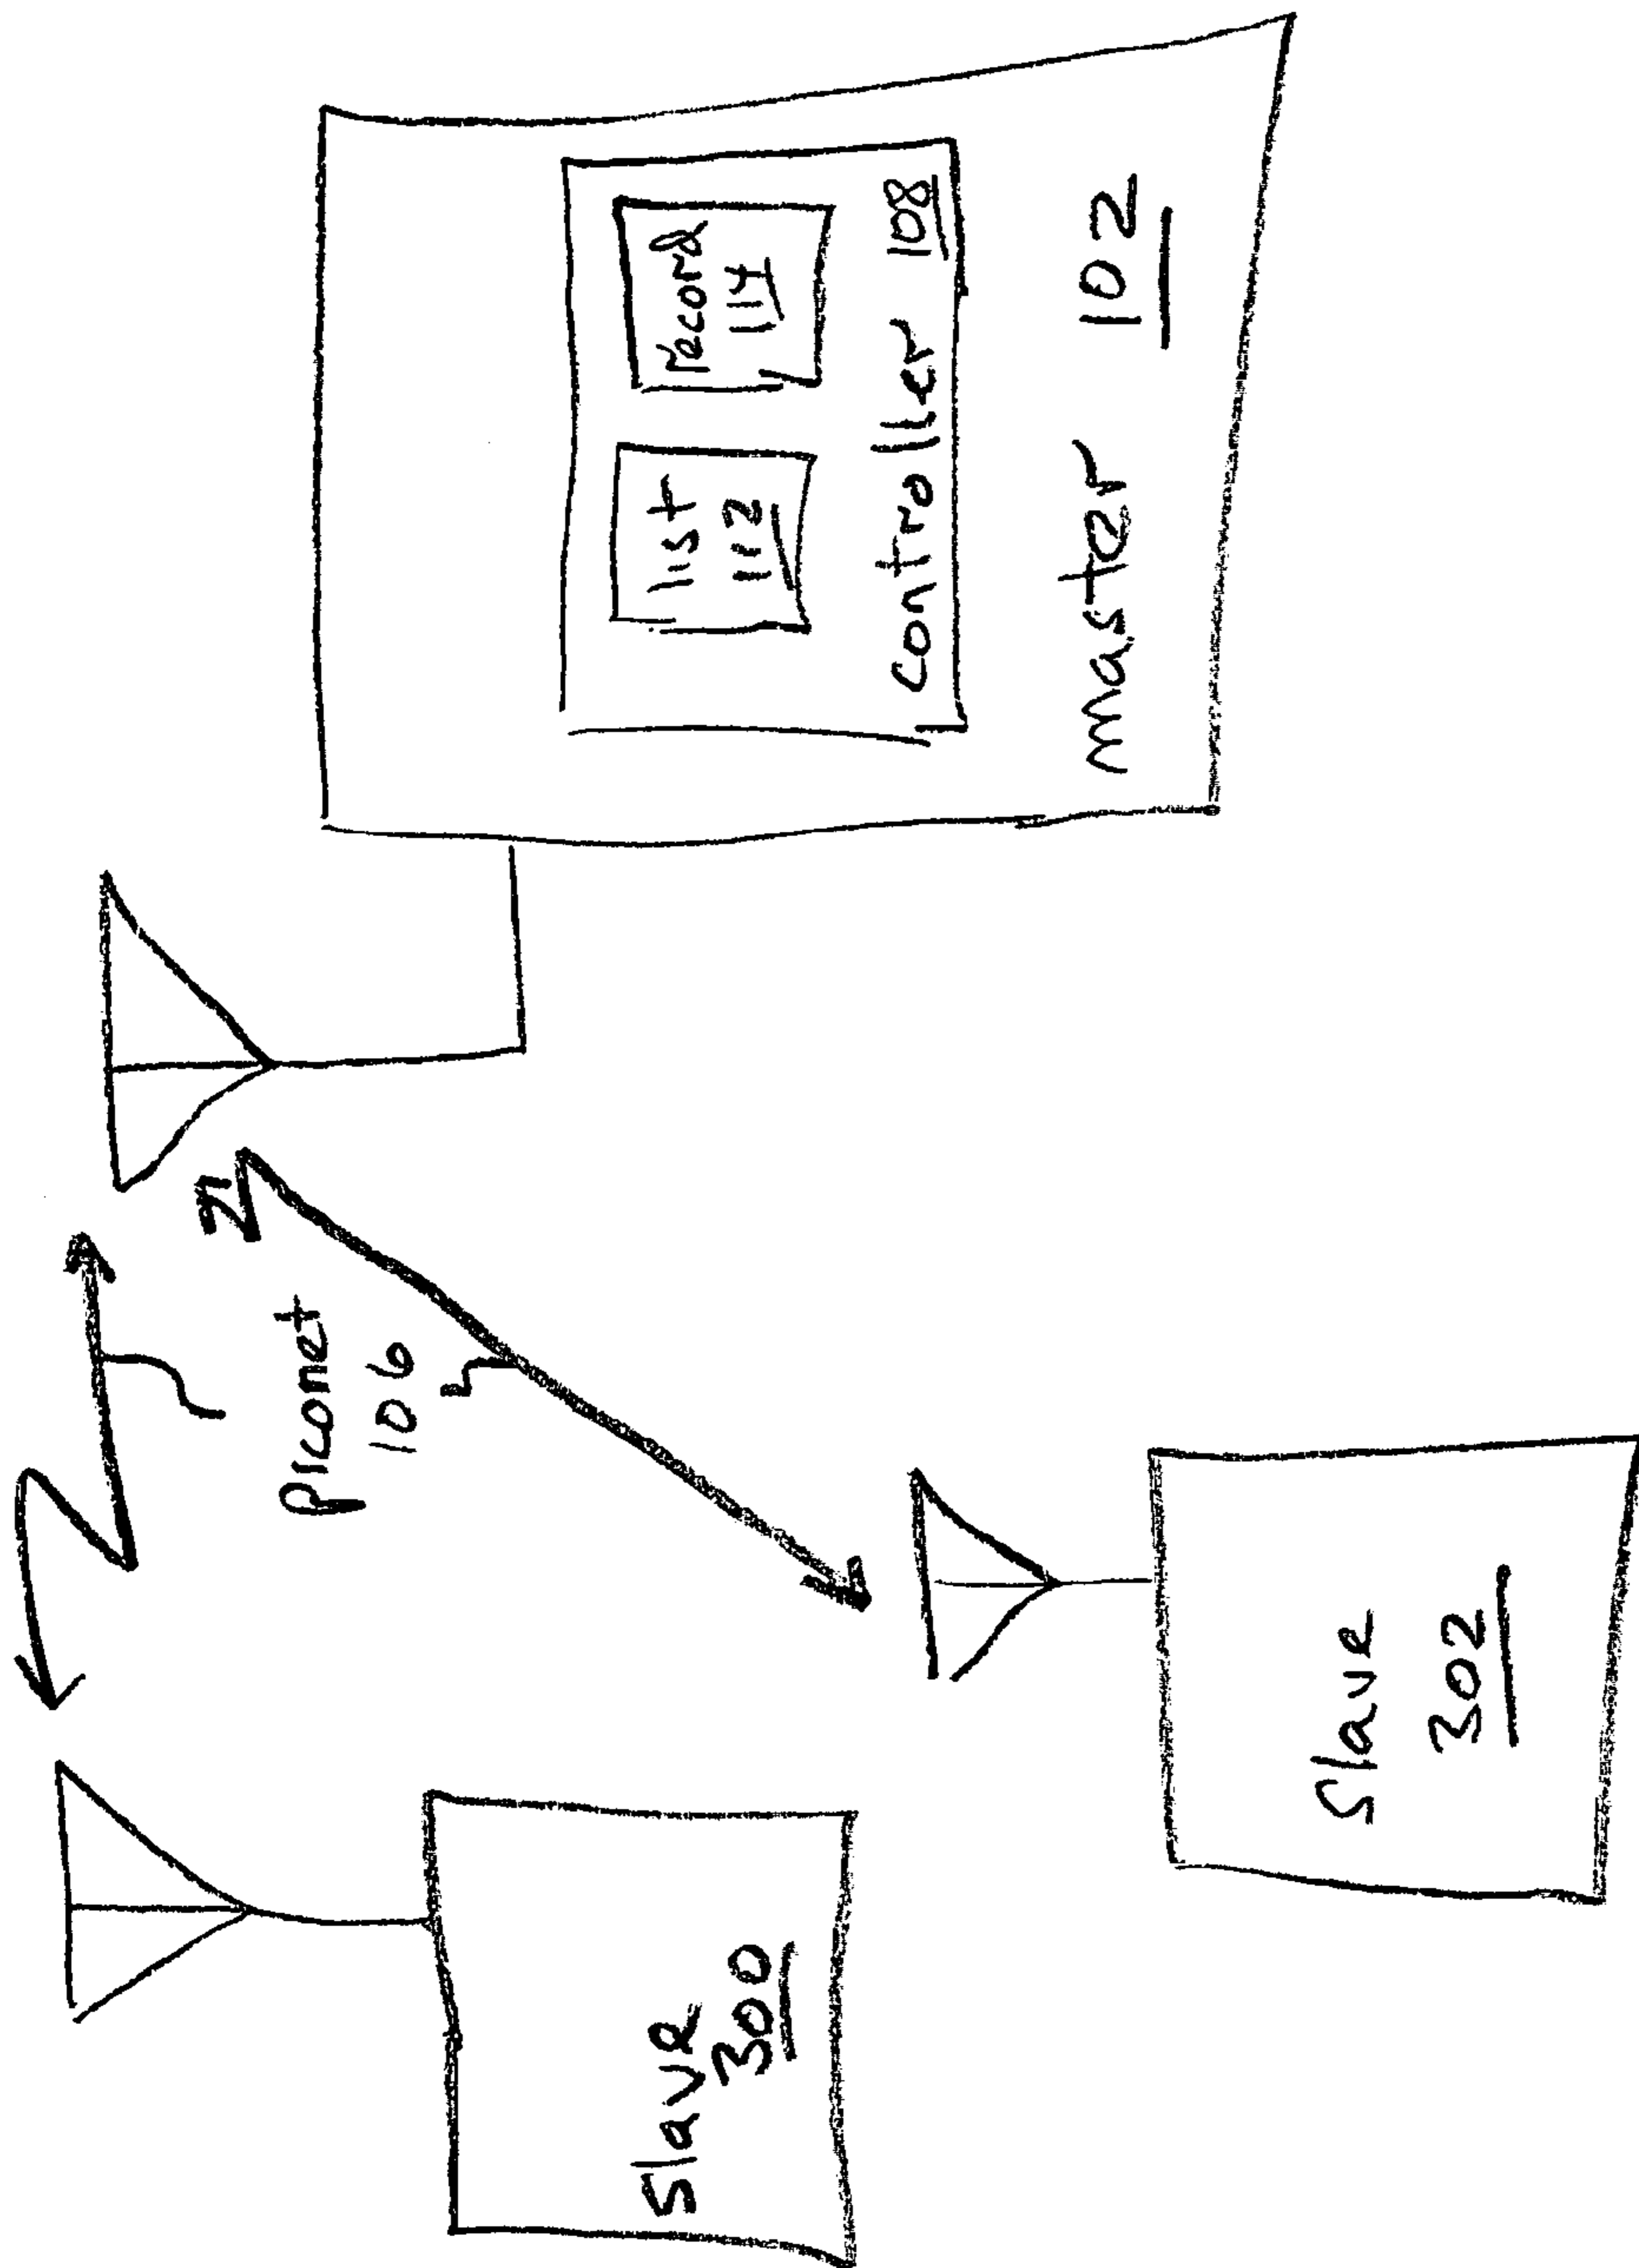 Slave
300
Slave
302
piconet
106
list
112
record
114
controller 108
master 102